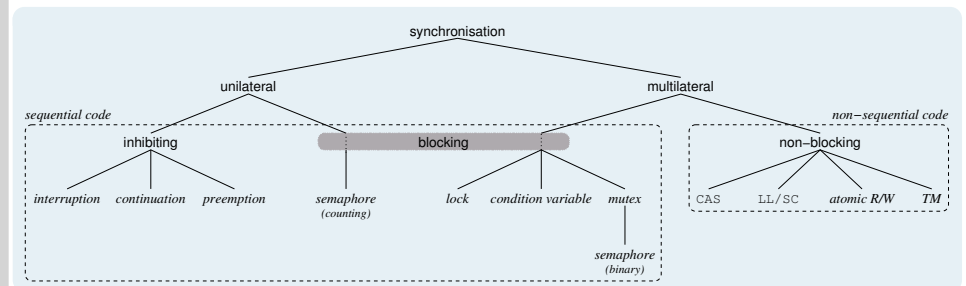 synchronisation
unilateral
multilateral
sequential code
non−sequential code
inhibiting
blocking
non−blocking
interruption
continuation
preemption
semaphore
(counting)
lock
condition variable
mutex
CAS
LL/SC
atomic R/W
TM
semaphore
(binary)